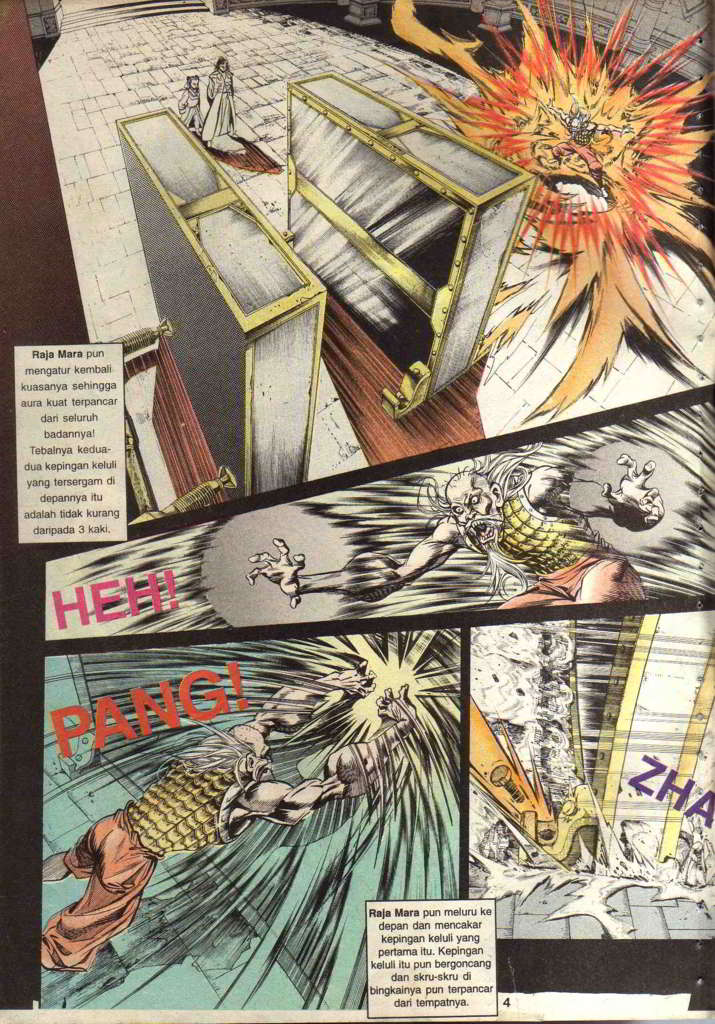 Raja Mara pun
mengatur kembali
kuasanya sehingga
aura kuat terpancar
dari seluruh
badannya!
Tebalnya kedua-
dua kepingan keluli
yang tersergam di
depannya itu
adalah tidak kurang
daripada 3 kaki.
HEH!
PANG!
ZHA
Raja Mara pun meluru ke
depan dan mencakar
kepingan keluli yang
pertama itu. Kepingan
keluli itu pun bergoncang
dan skru-skru di
bingkainya pun terpancar
dari tempatnya.
4